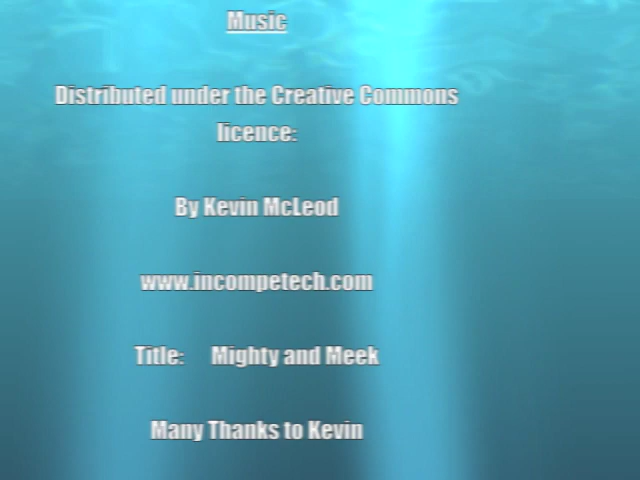 Music
Distributed under the Creative Commons
licence:
By Kevin McLeod
www.incompetech.com
Title: Mighty and Meek
Many Thanks to Kevin